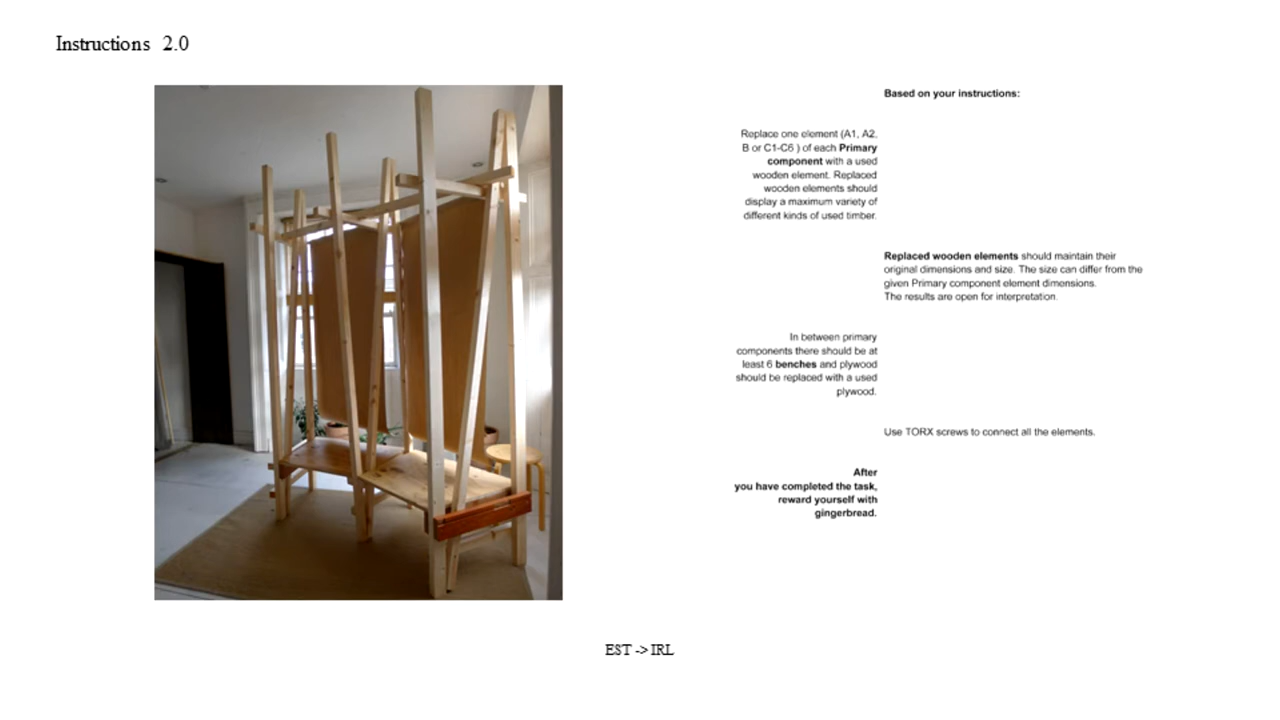 Instructions 2.0
Based on your instructions:
Replace one element (A1, A2,
B or C1-C6 ) of each Primary
component with a used
wooden element. Replaced
wooden elements should
display a maximum variety of
different kinds of used timber.
Replaced wooden elements should maintain their
original dimensions and size. The size can differ from the
given Primary component element dimensions.
The results are open for interpretation.
In between primary
components there should be at
least 6 benches and plywood
should be replaced with a used
plywood.
Use TORX screws to connect all the elements.
After
you have completed the task,
reward yourself with
gingerbread.
EST -> IRL